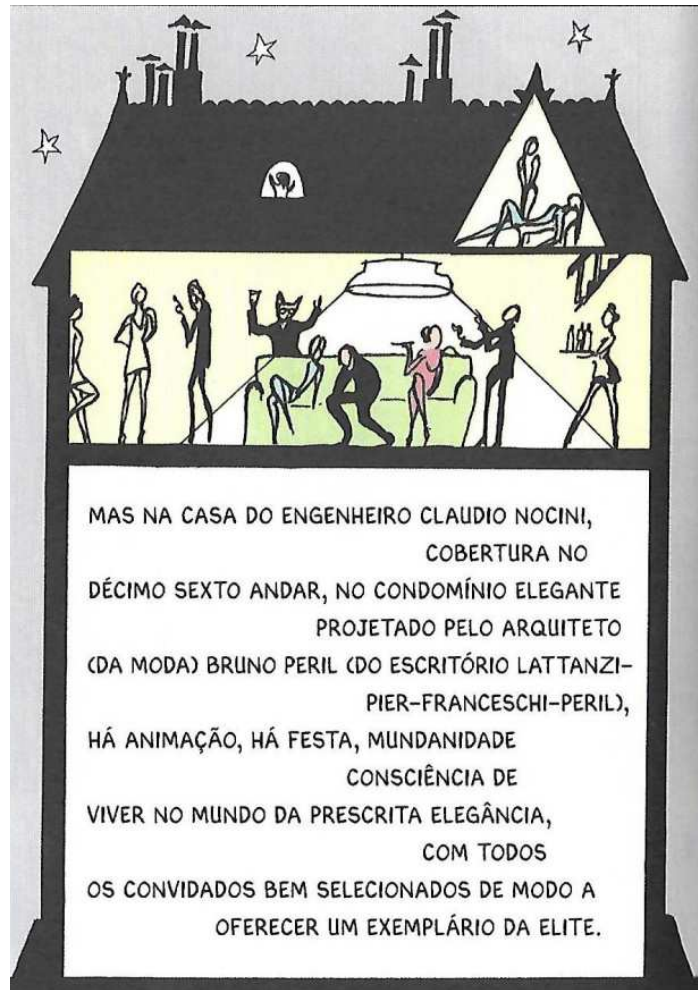 MAS NA CASA DO ENGENHEIRO CLAUDIO NOCINI,
COBERTURA NO
DÉCIMO SEXTO ANDAR, NO CONDOMÍNIO ELEGANTE
PROJETADO PELO ARQUITETO
(DA MODA) BRUNO PERIL (DO ESCRITÓRIO LATTANZI-
PIER-FRANCESCHI-PERIL),
HÁ ANIMAÇÃO, HÁ FESTA, MUNDANIDADE
CONSCIÊNCIA DE
VIVER NO MUNDO DA PRESCRITA ELEGÂNCIA,
COM TODOS
OS CONVIDADOS BEM SELECIONADOS DE MODO A
OFERECER UM EXEMPLÁRIO DA ELITE.